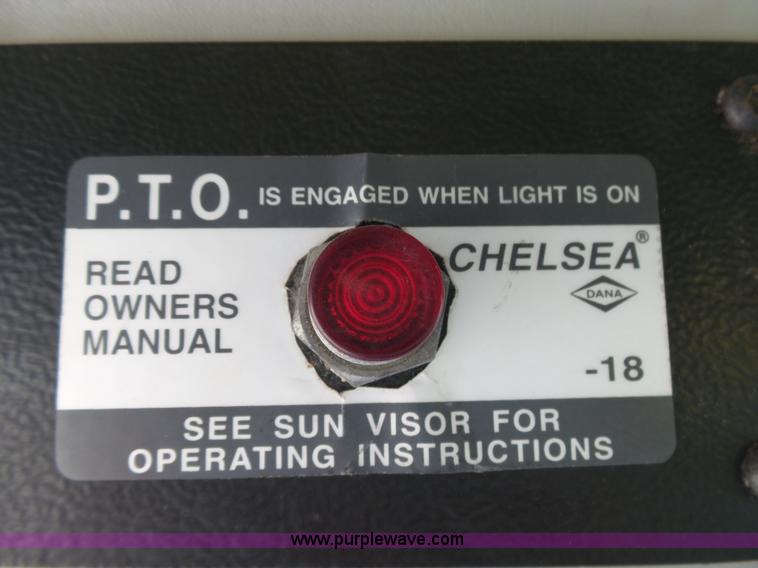 P.T.O. IS ENGAGED WHEN LIGHT IS ON
READ
OWNERS
MANUAL
CHELSEA®
DANA
-18
SEE SUN VISOR FOR
OPERATING INSTRUCTIONS
www.purplewave.com